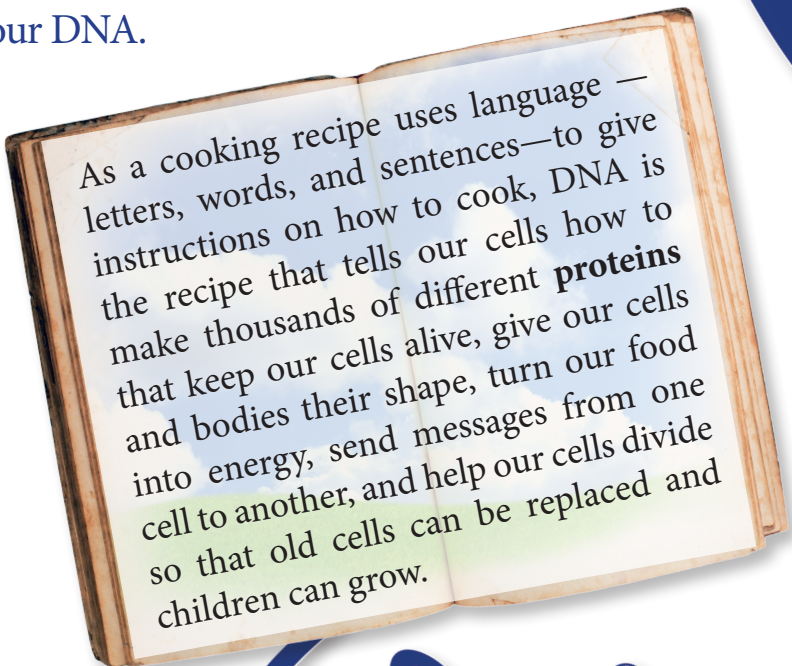 our DNA.
As a cooking recipe uses language —
letters, words, and sentences—to give
instructions on how to cook, DNA is
the recipe that tells our cells how to
make thousands of different proteins
that keep our cells alive, give our cells
and bodies their shape, turn our food
into energy, send messages from one
cell to another, and help our cells divide
so that old cells can be replaced and
children can grow.